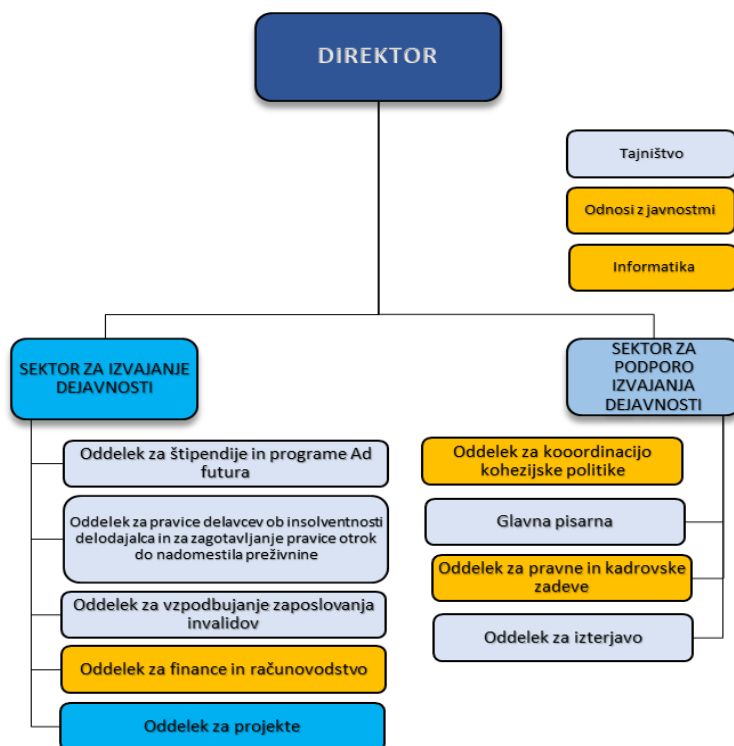 DIREKTOR
Tajništvo
Odnosi z javnostmi
Informatika
SEKTOR ZA IZVAJANJE
DEJAVNOSTI
SEKTOR ZA
PODPORO
IZVAJANJA
DEJAVNOSTI
Oddelek za štipendije in programe Ad
futura
Oddelek za pravice delavcev ob insolventnosti
delodajalca in za zagotavljanje pravice otrok
do nadomestila preživnine
Oddelek za vzpodbujanje zaposlovanja
invalidov
Oddelek za finance in računovodstvo
Oddelek za projekte
Oddelek za kooordinacijo
kohezijske politike
Glavna pisarna
Oddelek za pravne in kadrovske
zadeve
Oddelek za izterjavo